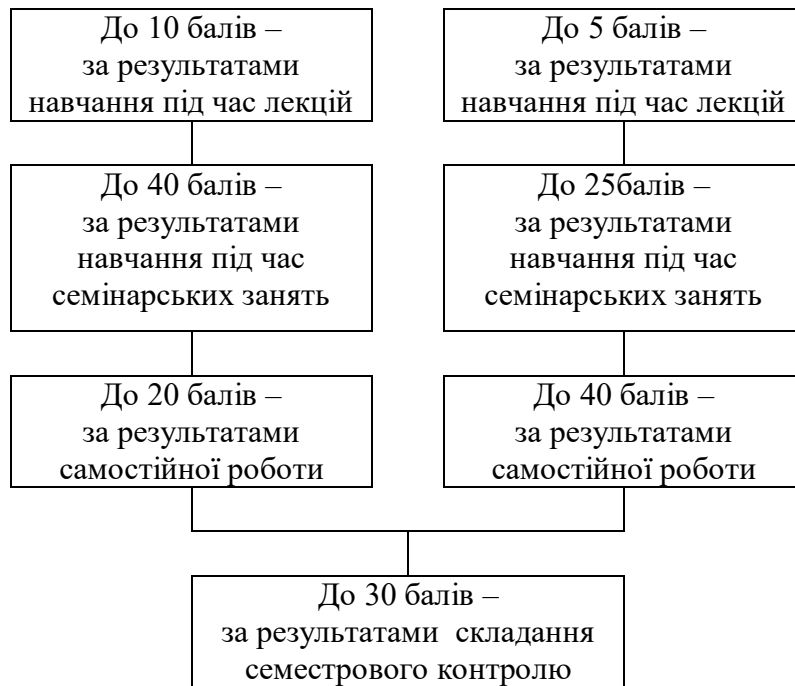 До 10 балів –
за результатами
навчання під час лекцій
До 5 балів –
за результатами
навчання під час лекцій
До 40 балів –
за результатами
навчання під час
семінарських занять
До 25балів –
за результатами
навчання під час
семінарських занять
До 20 балів –
за результатами
самостійної роботи
До 40 балів –
за результатами
самостійної роботи
До 30 балів –
за результатами складання
семестрового контролю